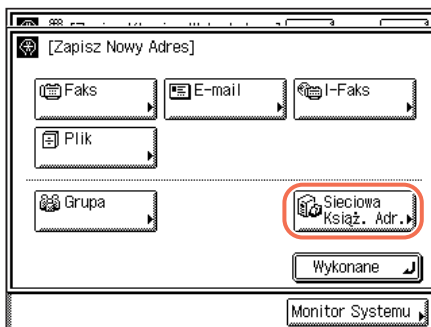 [Zapisz Nowy Adres]
Faks
E-mail
I-Faks
Plik
Grupa
Sieciowa
Książ. Adr.
Wykonane
Monitor Systemu